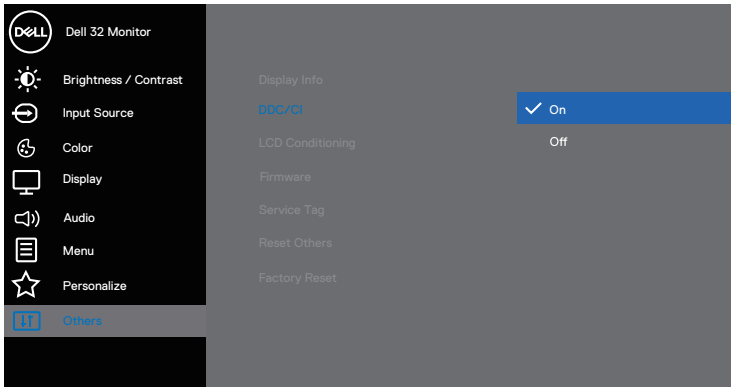 DELL
Dell 32 Monitor
Brightness / Contrast
Input Source
Color
Display
Audio
Menu
Personalize
Others
Display Info
DDC/CI
LCD Conditioning
Firmware
Service Tag
Reset Others
Factory Reset
On
Off